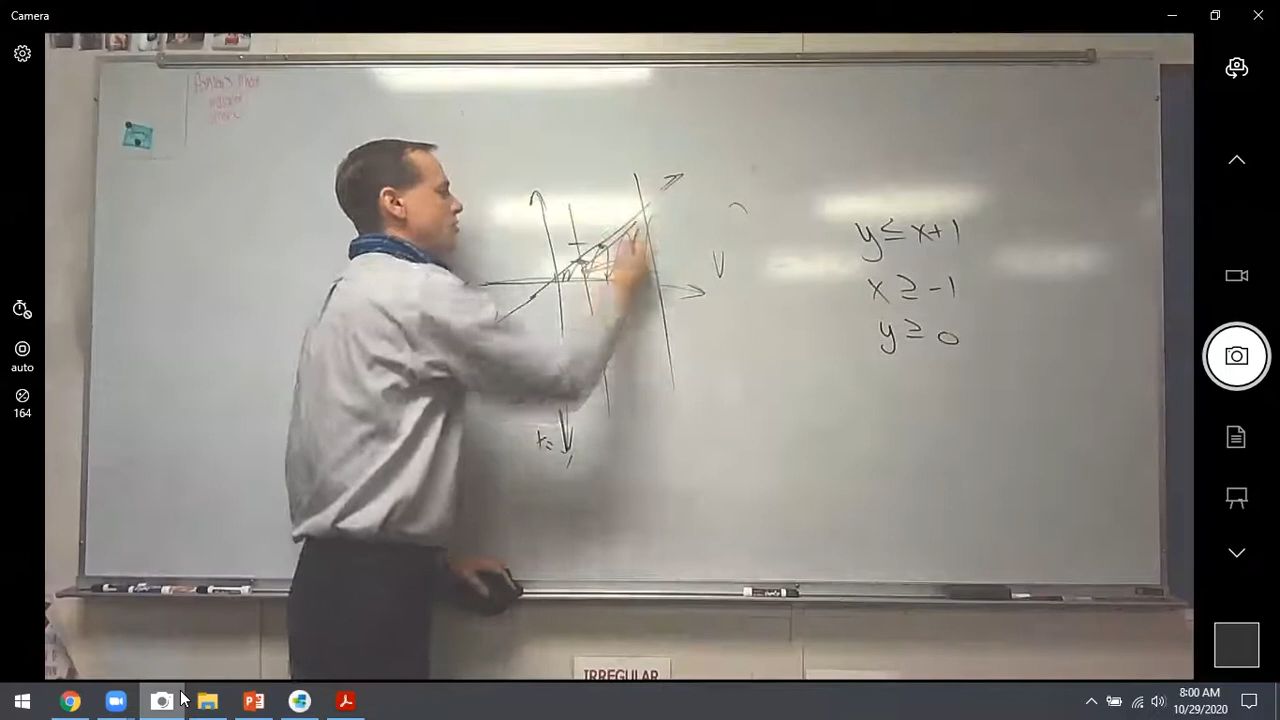 Camera
y ≤ x+1
x ≥ -1
y ≥ 0
x=
auto
164
IRREGULAR
8:00 AM
10/29/2020